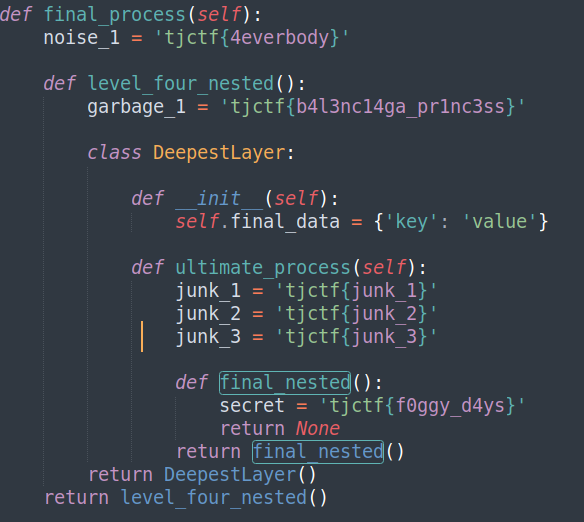 def final_process(self):
    noise_1 = 'tjctf{4everbody}'

    def level_four_nested():
        garbage_1 = 'tjctf{b4l3nc14ga_pr1nc3ss}'

        class DeepestLayer:

            def __init__(self):
                self.final_data = {'key': 'value'}

            def ultimate_process(self):
                junk_1 = 'tjctf{junk_1}'
                junk_2 = 'tjctf{junk_2}'
                junk_3 = 'tjctf{junk_3}'

                def final_nested():
                    secret = 'tjctf{f0ggy_d4ys}'
                    return None
                return final_nested()
        return DeepestLayer()
    return level_four_nested()